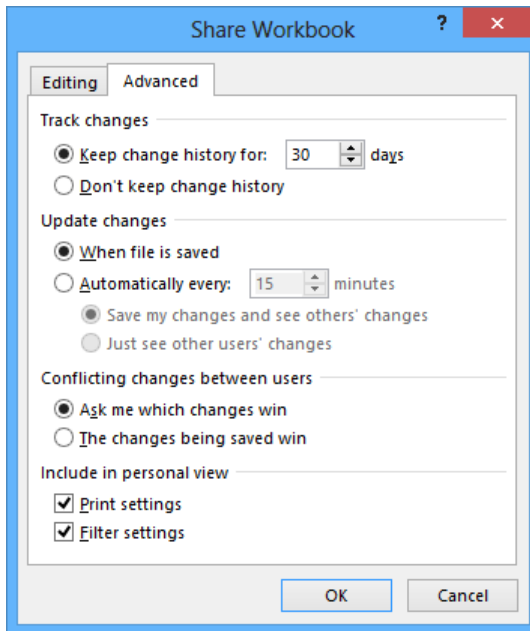 Share Workbook ?
Editing Advanced
Track changes
Keep change history for: 30 days
Don't keep change history
Update changes
When file is saved
Automatically every: 15 minutes
Save my changes and see others' changes
Just see other users' changes
Conflicting changes between users
Ask me which changes win
The changes being saved win
Include in personal view
Print settings
Filter settings
OK Cancel